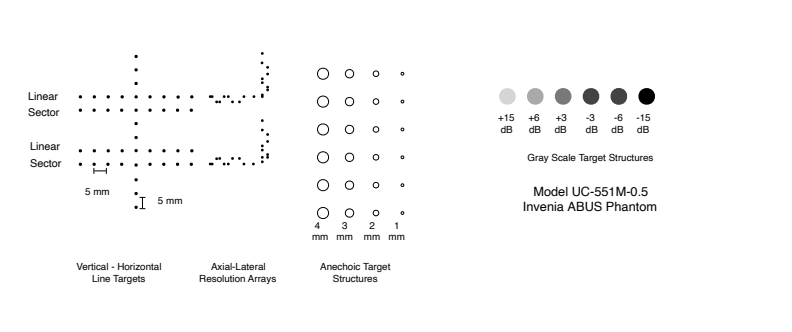 Linear
Sector
Linear
Sector
5 mm
5 mm
Vertical - Horizontal
Line Targets
Axial-Lateral
Resolution Arrays
4 3 2 1
mm mm mm mm
Anechoic Target
Structures
+15 +6 +3 -3 -6 -15
dB dB dB dB dB dB
Gray Scale Target Structures
Model UC-551M-0.5
Invenia ABUS Phantom